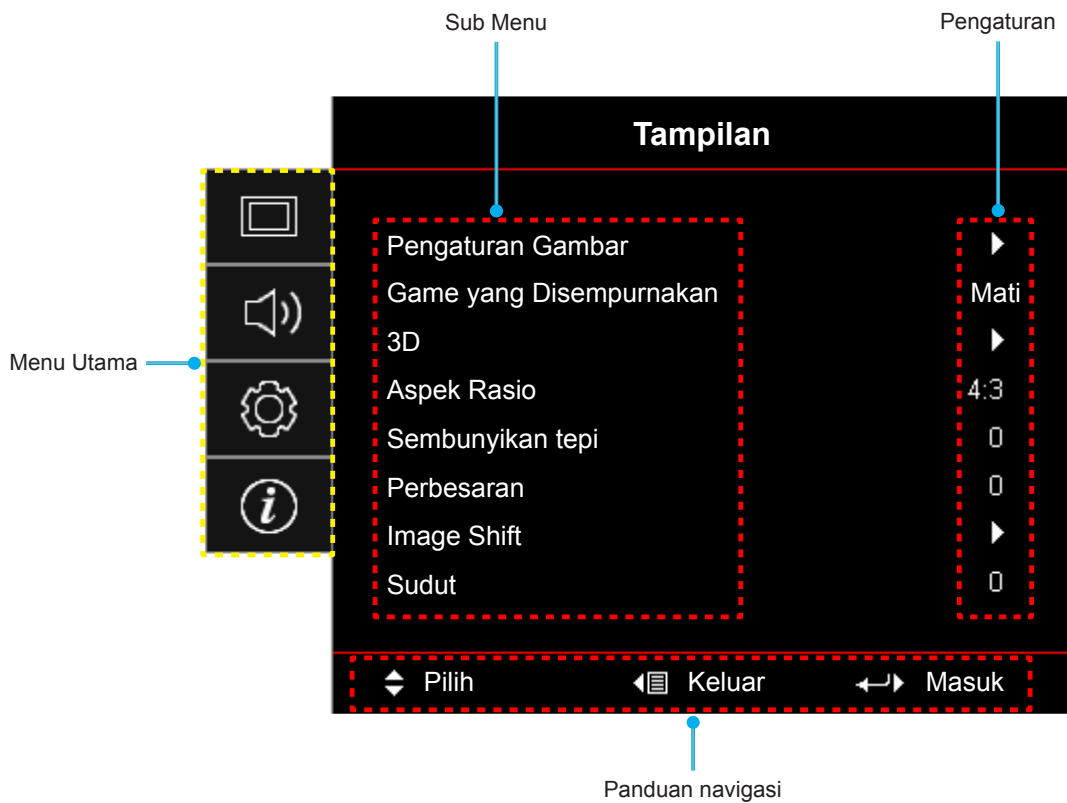 Sub Menu
Pengaturan
Tampilan
Pengaturan Gambar
Game yang Disempurnakan Mati
3D
Menu Utama
Aspek Rasio 4:3
Sembunyikan tepi 0
Perbesaran 0
Image Shift
Sudut 0
Pilih Keluar Masuk
Panduan navigasi